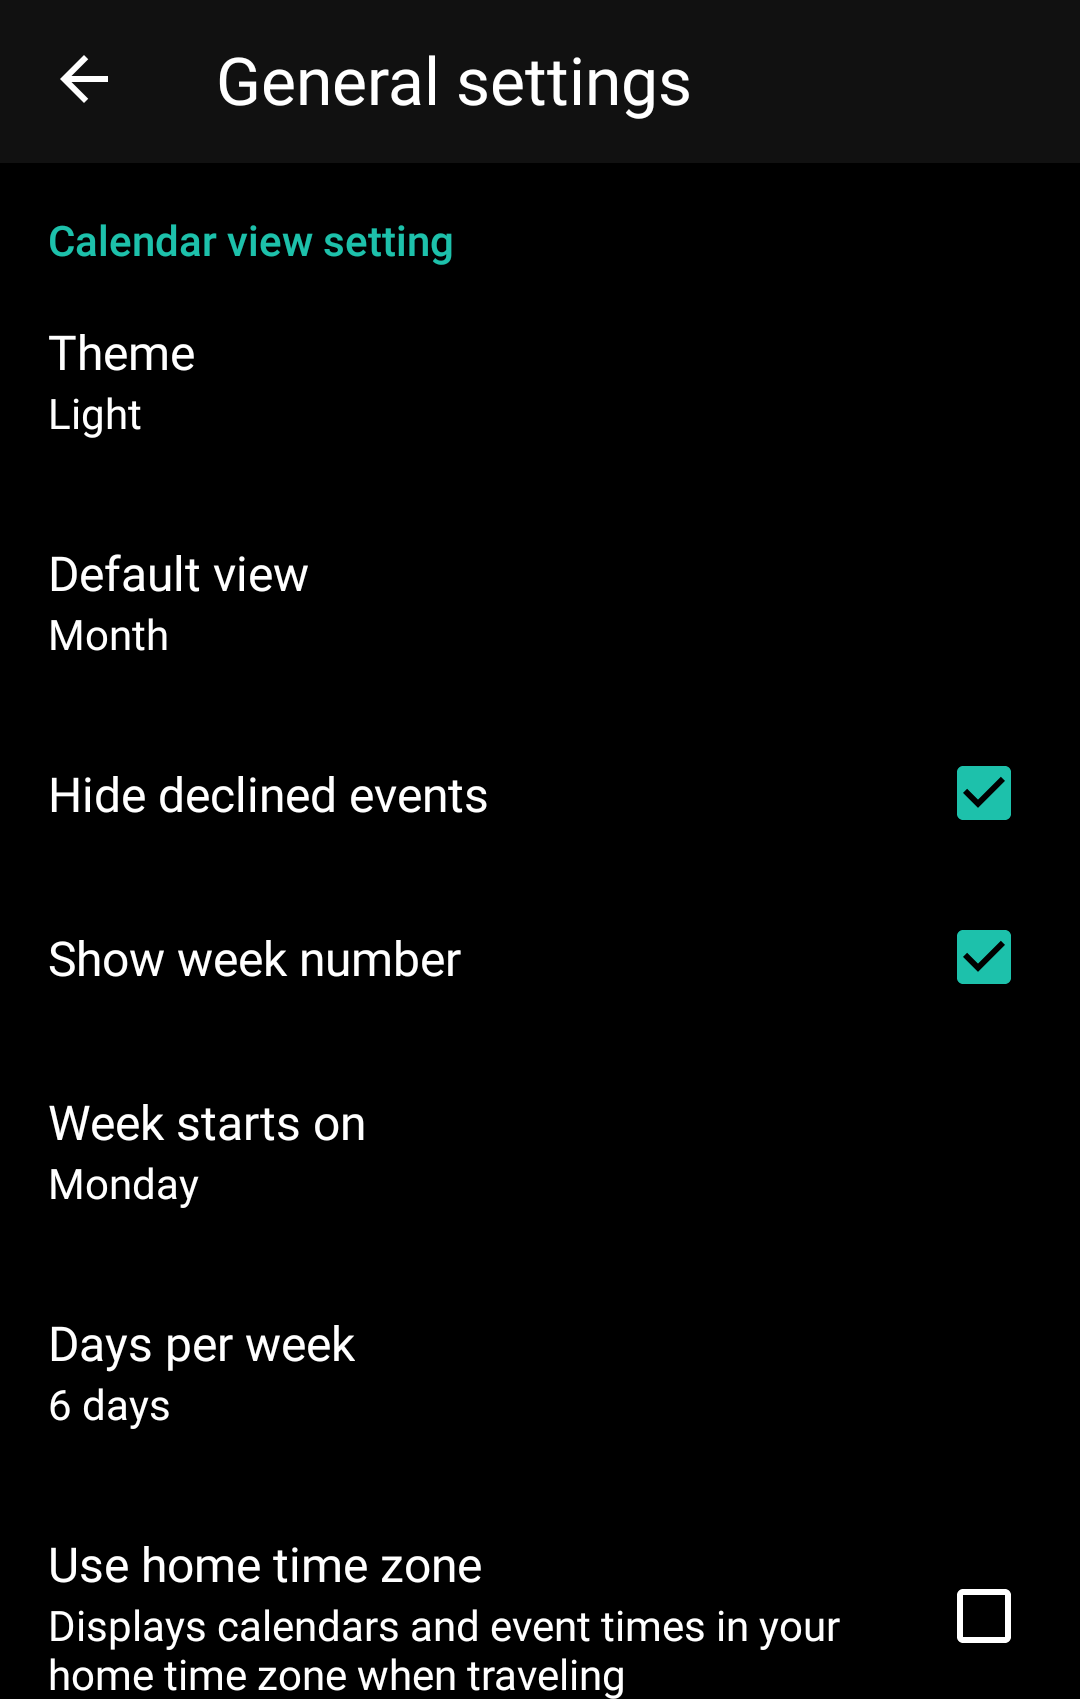 General settings
Calendar view setting
Theme
Light
Default view
Month
Hide declined events
Show week number
Week starts on
Monday
Days per week
6 days
Use home time zone
Displays calendars and event times in your
home time zone when traveling